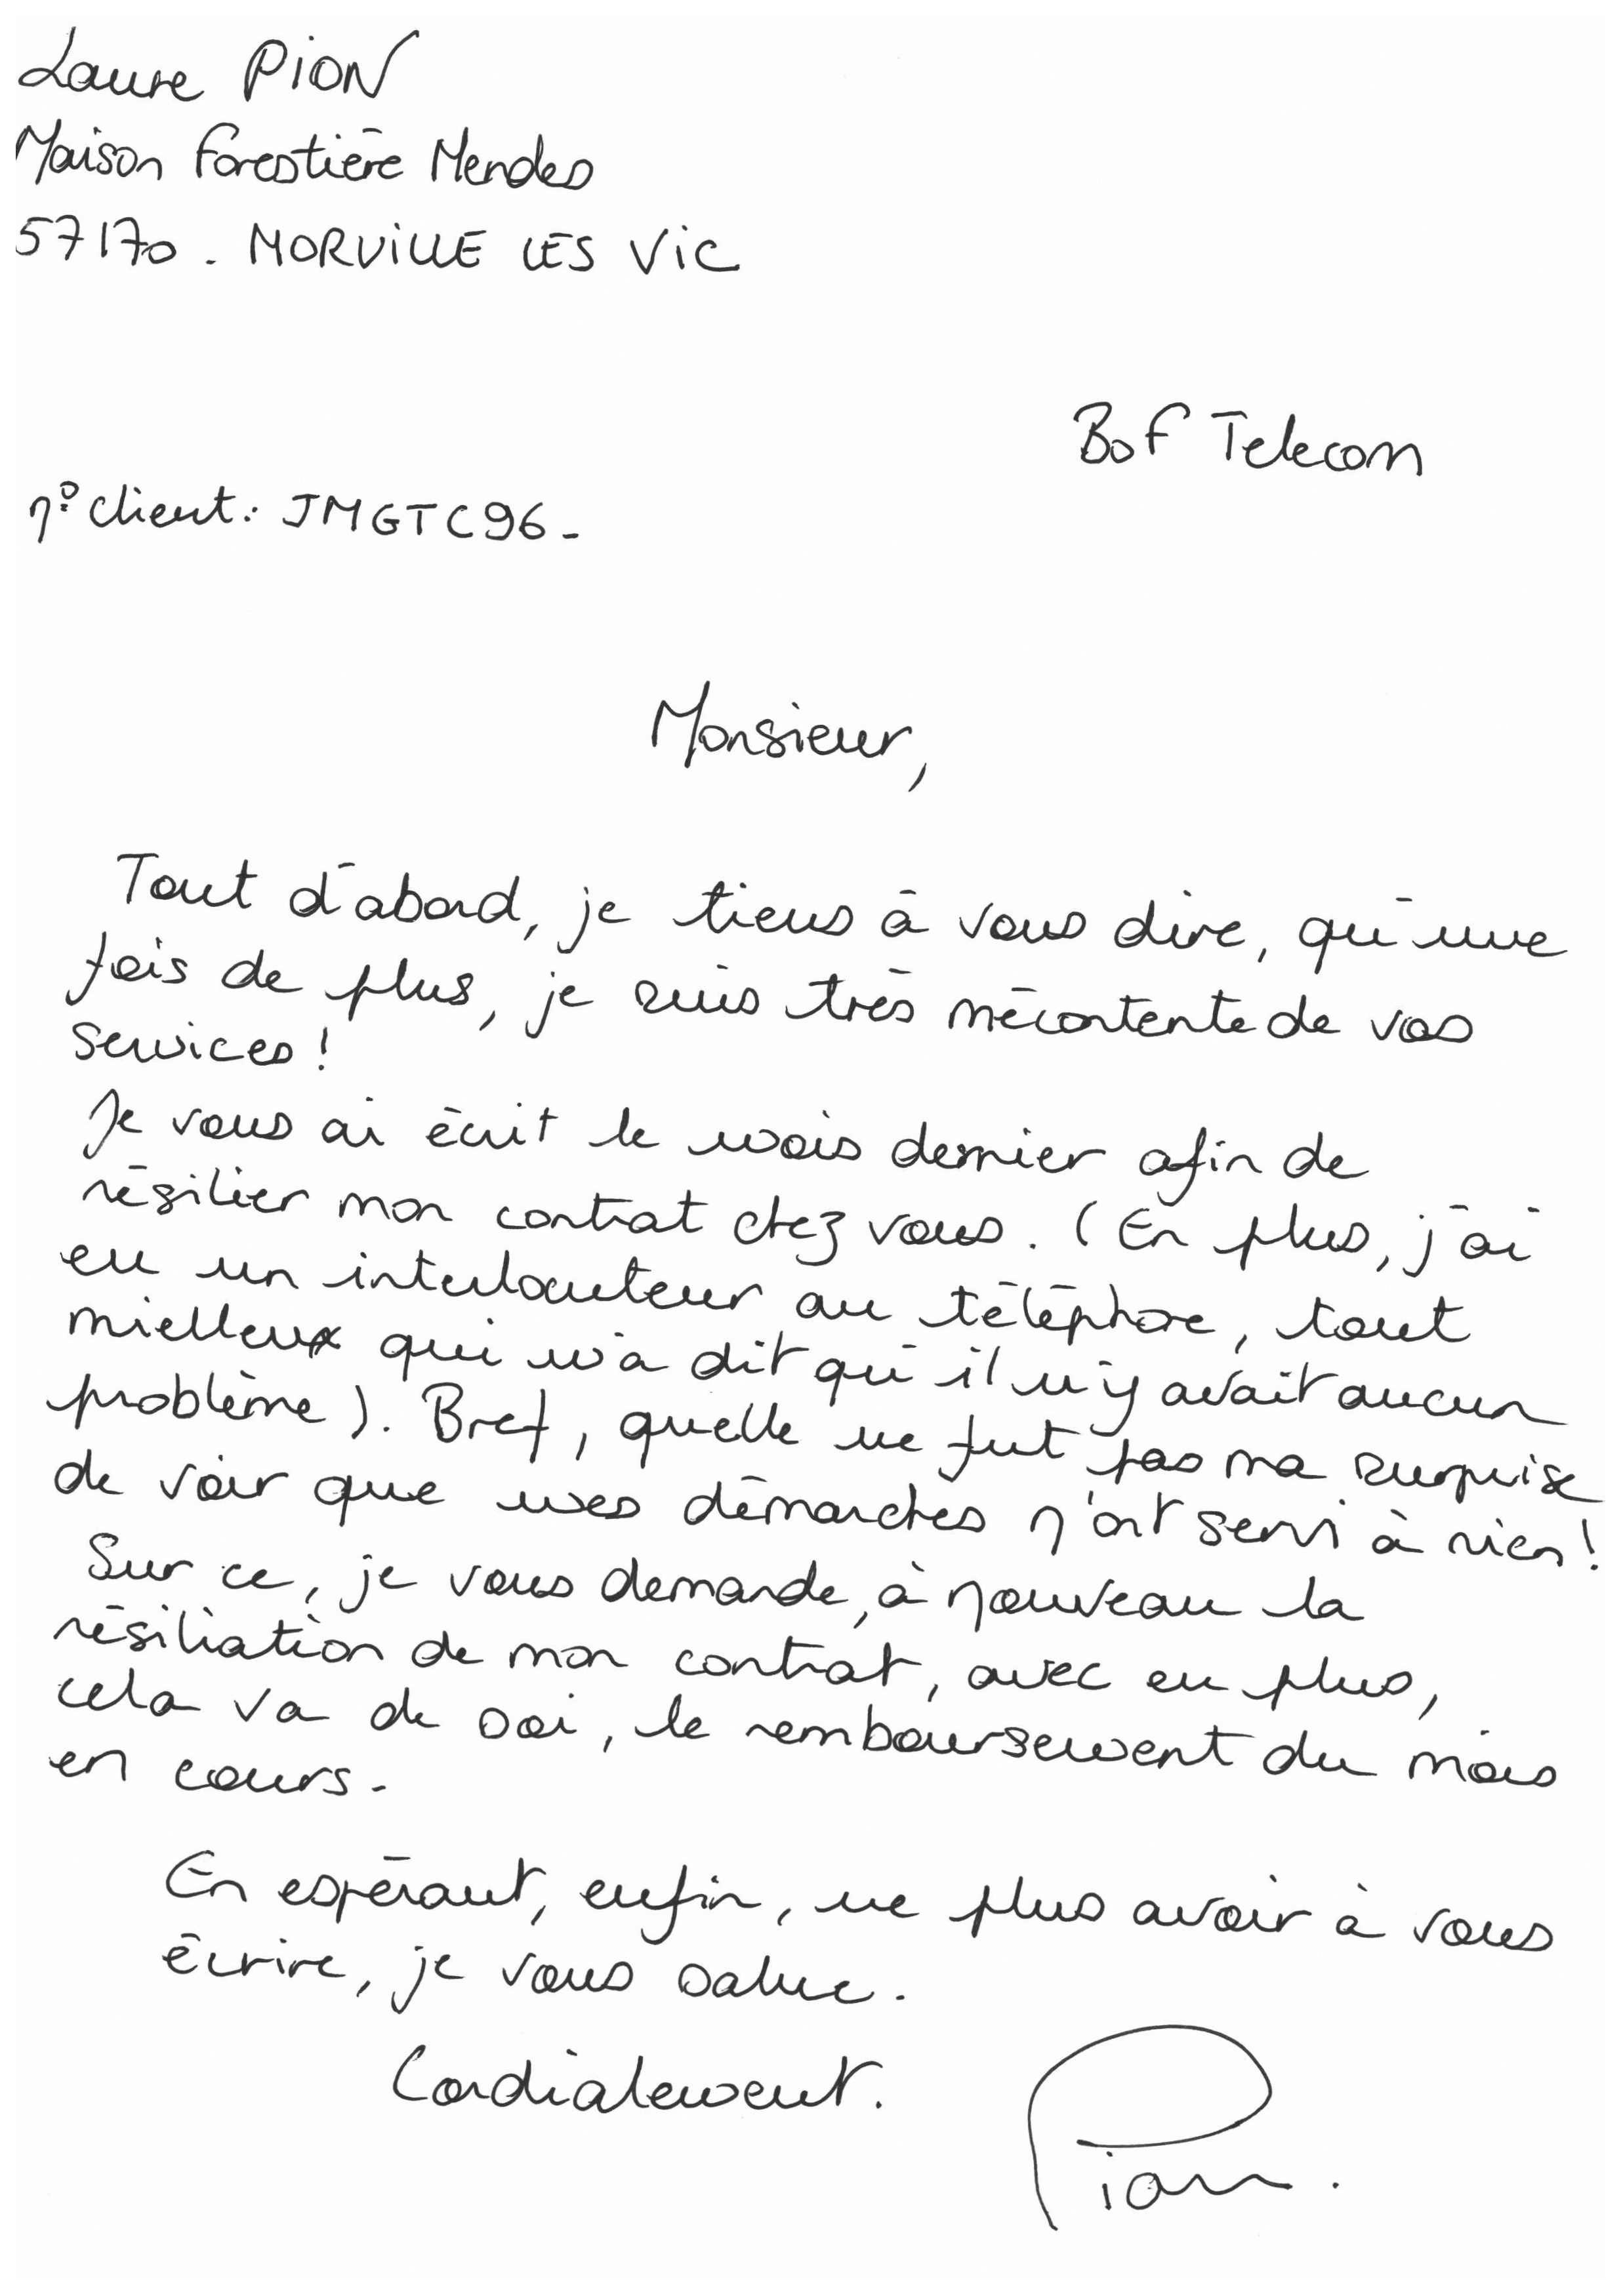 Laure PION
Maison Forestière Mendes
57170 - MORVILLE LES VIC
Bof Telecom
n° client : JMGTC96 -
Monsieur,
Tout d'abord, je tiens à vous dire, qu'une
fois de plus, je suis très mécontente de vos
services !
Je vous ai écrit le mois dernier afin de
résilier mon contrat chez vous. (En plus, j'ai
eu un interlocuteur au téléphone, tout
mielleux qui m'a dit qu'il n'y avait aucun
problème). Bref, quelle ne fut pas ma surprise
de voir que mes démarches n'ont servi à rien !
Sur ce, je vous demande, à nouveau la
résiliation de mon contrat, avec en plus,
cela va de soi, le remboursement du mois
en cours.
En espérant, enfin, ne plus avoir à vous
écrire, je vous salue.
Cordialement.
Pion.